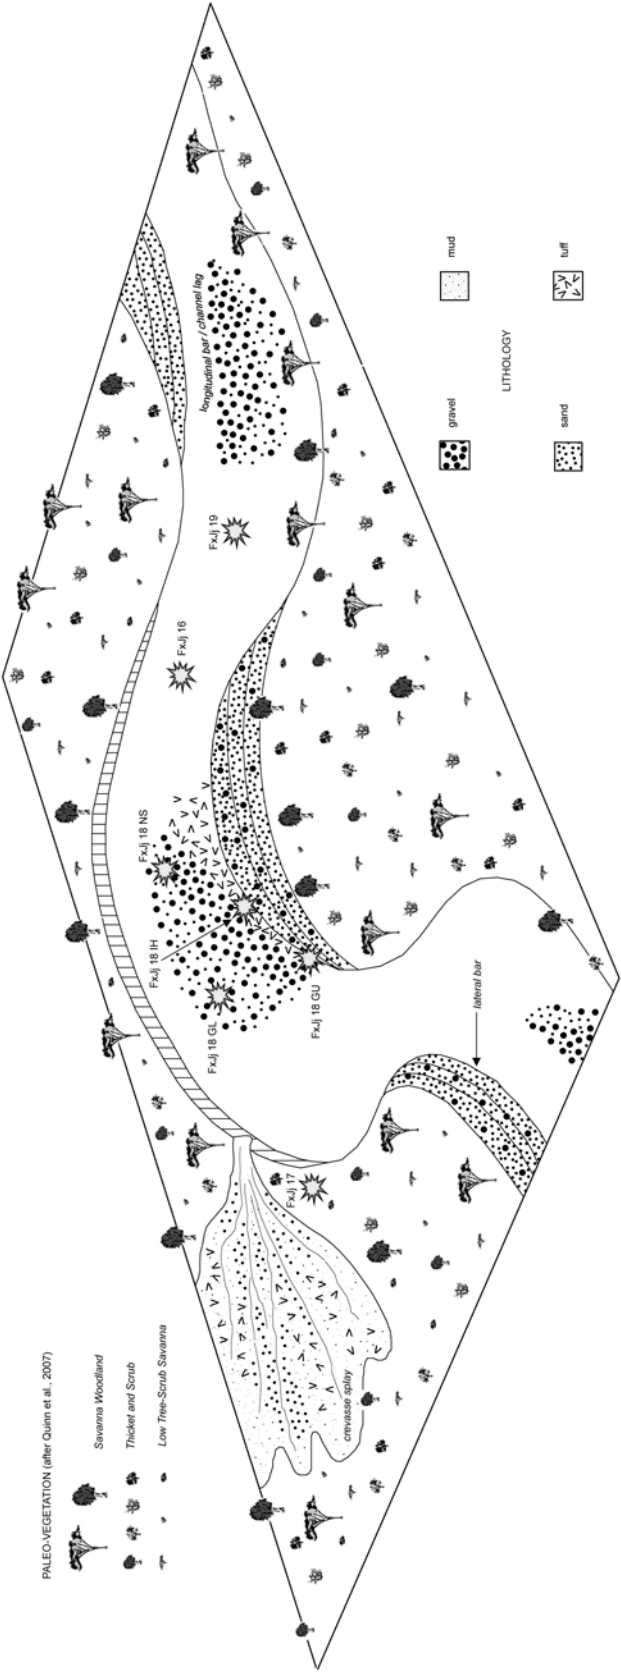 PALEO-VEGETATION (after Quinn et al., 2007)
Savanna Woodland
Thicket and Scrub
Low Tree-Scrub Savanna
crevasse splay
FxJj 17
FxJj 18 GL
FxJj 18 IH
FxJj 18 NS
FxJj 18 GU
FxJj 16
FxJj 19
longitudinal bar / channel lag
lateral bar
gravel
mud
sand
tuff
LITHOLOGY